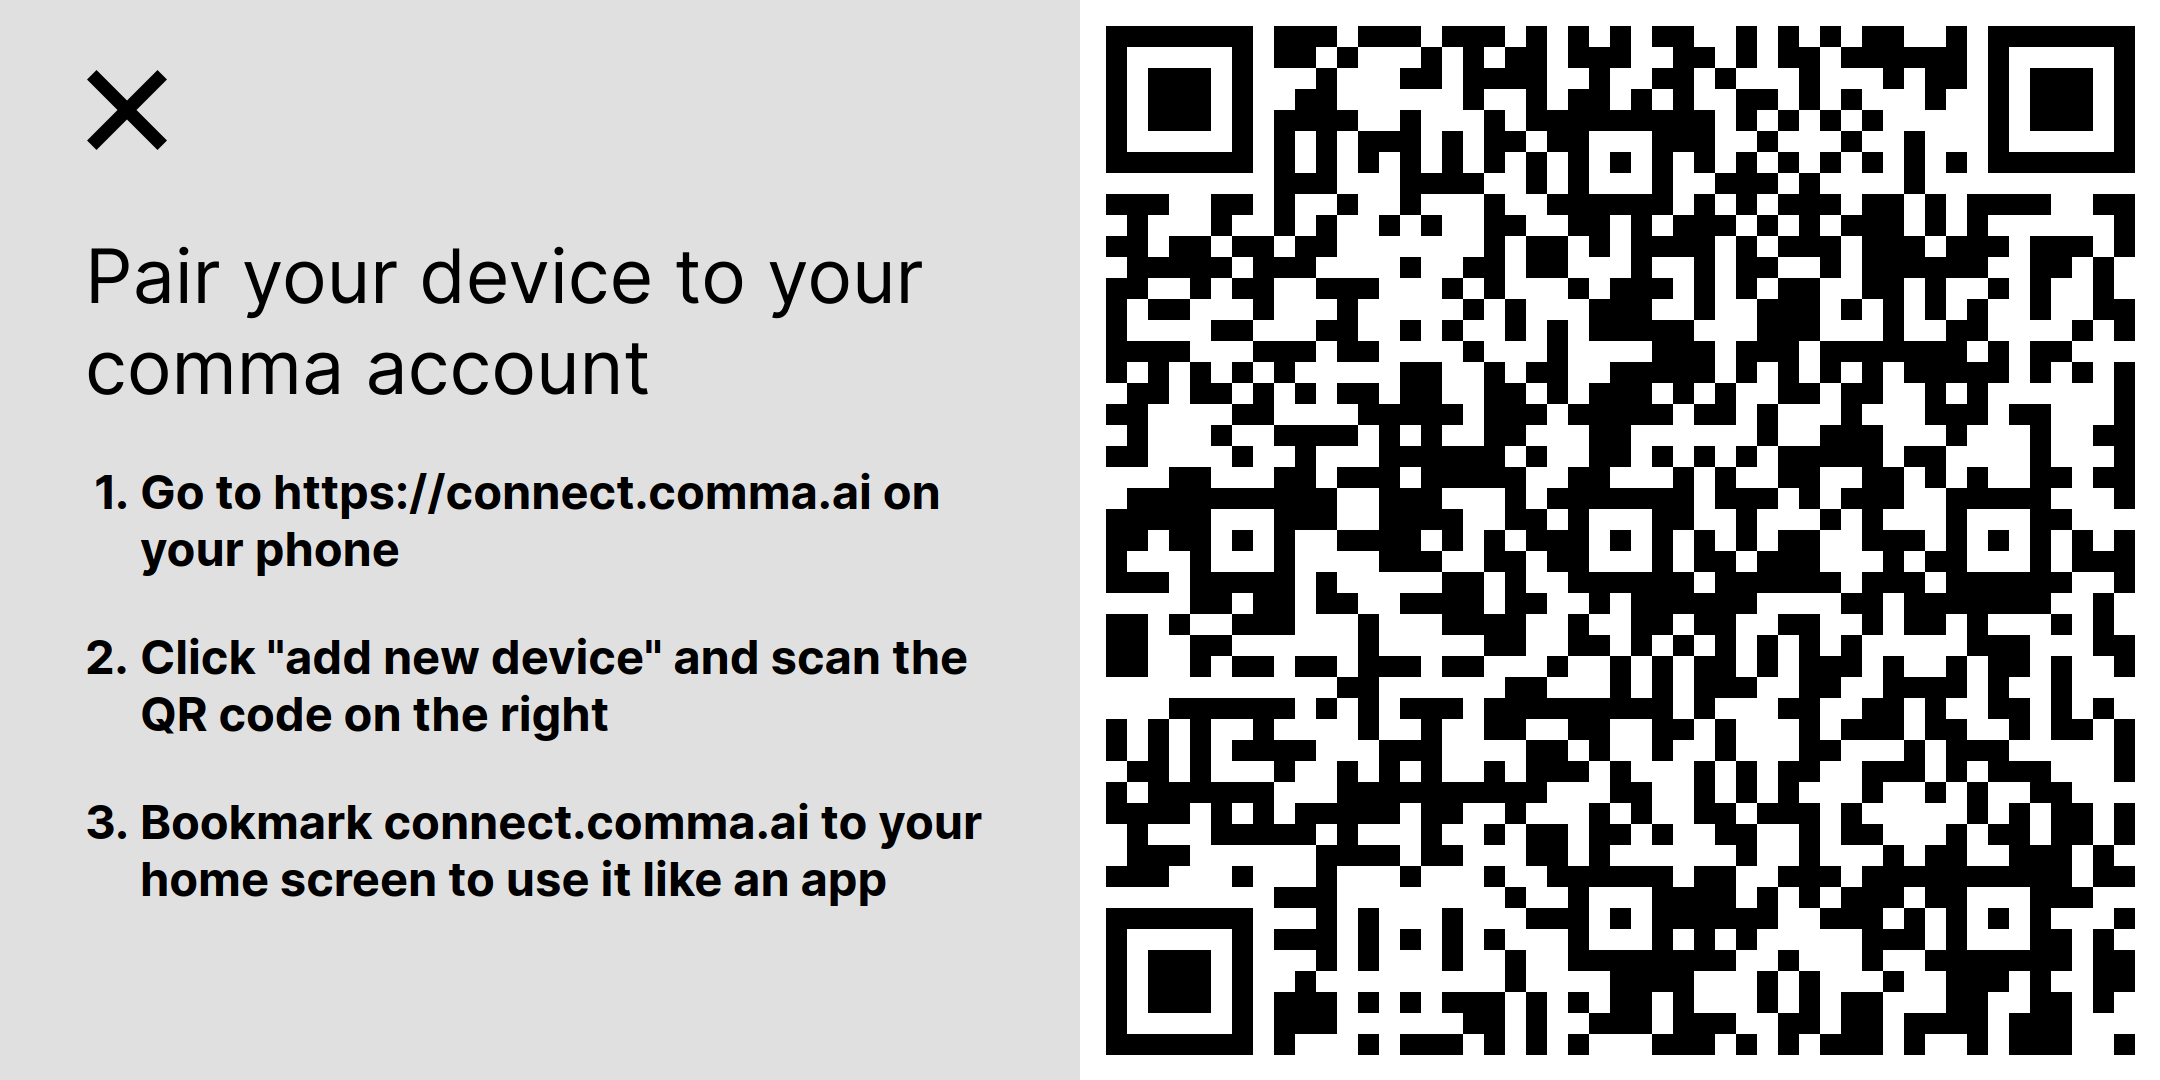 Pair your device to your
comma account
1. Go to https://connect.comma.ai on
your phone
2. Click "add new device" and scan the
QR code on the right
3. Bookmark connect.comma.ai to your
home screen to use it like an app